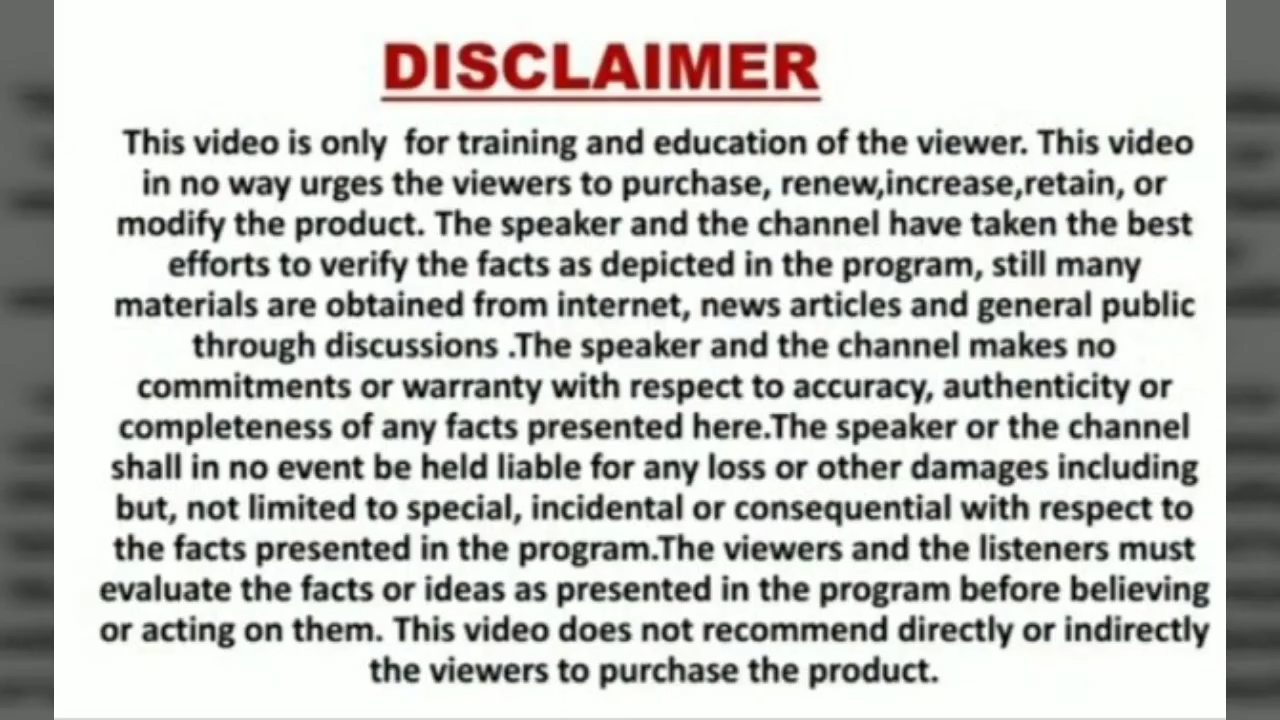 DISCLAIMER
This video is only  for training and education of the viewer. This video
in no way urges the viewers to purchase, renew,increase,retain, or
modify the product. The speaker and the channel have taken the best
efforts to verify the facts as depicted in the program, still many
materials are obtained from internet, news articles and general public
through discussions .The speaker and the channel makes no
commitments or warranty with respect to accuracy, authenticity or
completeness of any facts presented here.The speaker or the channel
shall in no event be held liable for any loss or other damages including
but, not limited to special, incidental or consequential with respect to
the facts presented in the program.The viewers and the listeners must
evaluate the facts or ideas as presented in the program before believing
or acting on them. This video does not recommend directly or indirectly
the viewers to purchase the product.